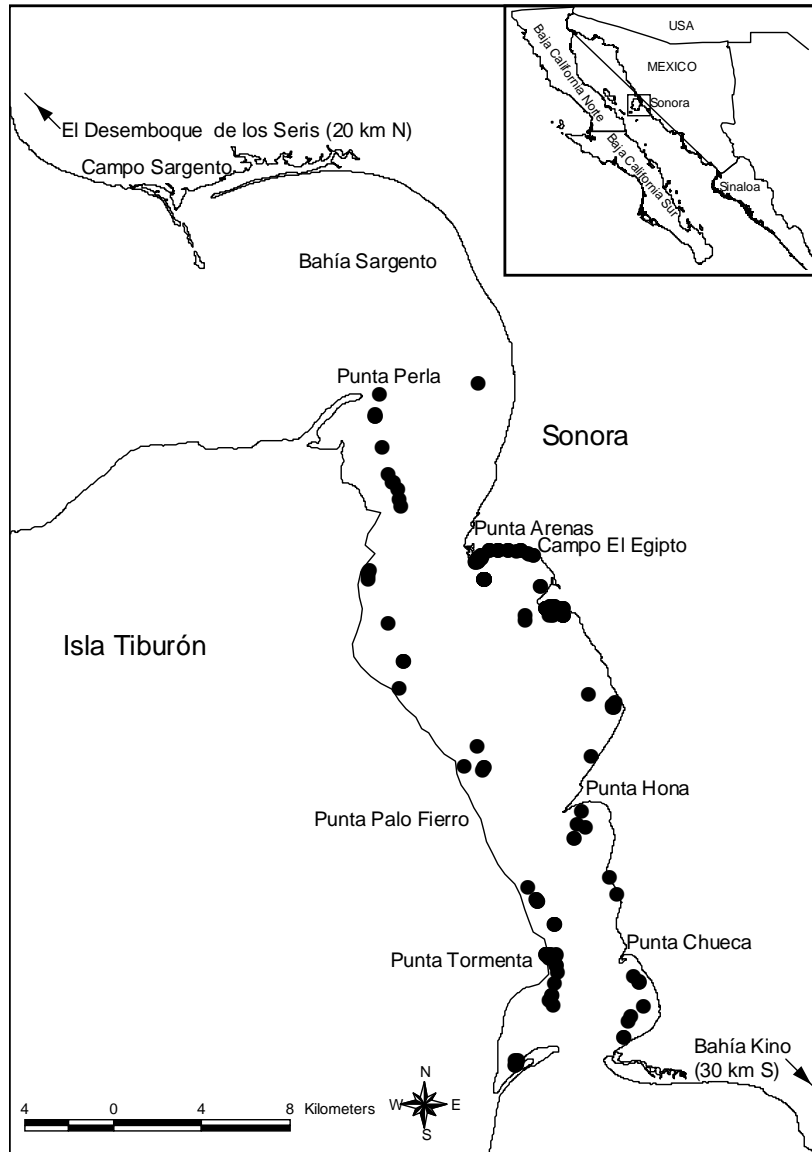 USA
MEXICO
Baja California Norte
Sonora
Baja California Sur
Sinaloa
El Desemboque de los Seris (20 km N)
Campo Sargento
Bahía Sargento
Punta Perla
Sonora
Punta Arenas
Campo El Egipto
Isla Tiburón
Punta Hona
Punta Palo Fierro
Punta Chueca
Punta Tormenta
Bahía Kino
(30 km S)
N
W E
S
4 0 4 8 Kilometers